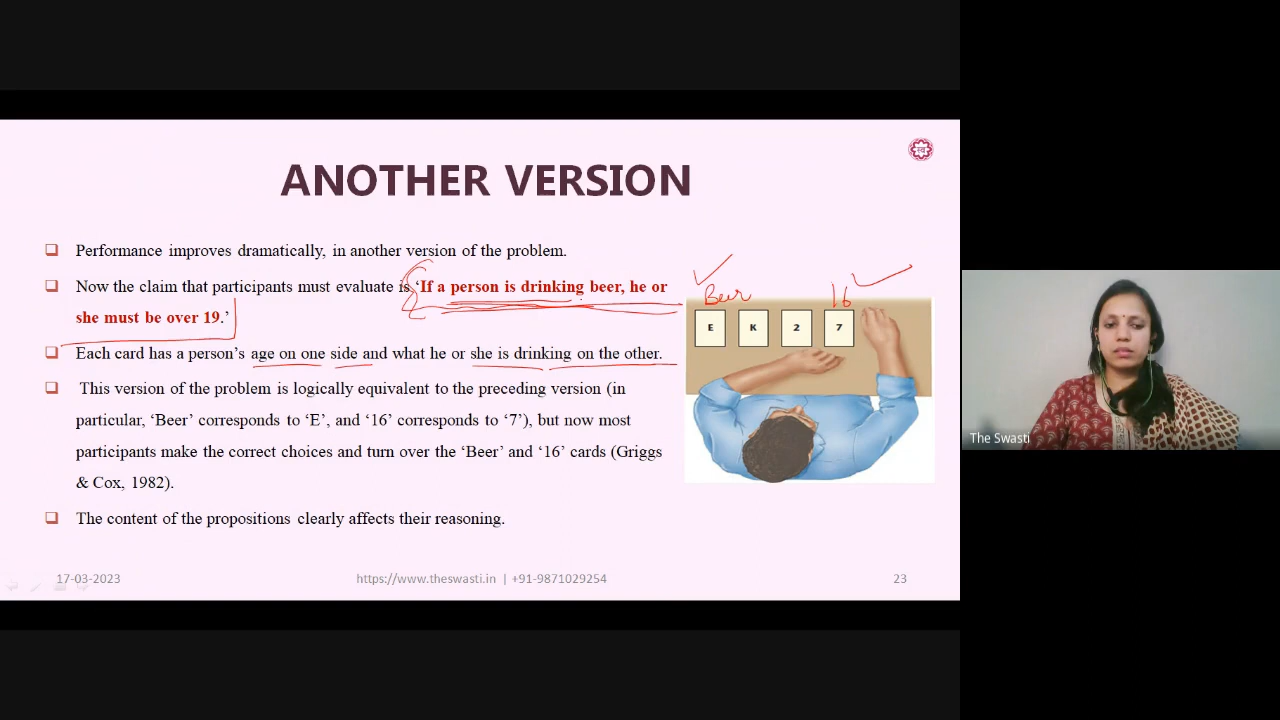 ANOTHER VERSION
❑ Performance improves dramatically, in another version of the problem.
❑ Now the claim that participants must evaluate is ‘If a person is drinking beer, he or
she must be over 19.’
❑ Each card has a person’s age on one side and what he or she is drinking on the other.
❑ This version of the problem is logically equivalent to the preceding version (in
particular, ‘Beer’ corresponds to ‘E’, and ‘16’ corresponds to ‘7’), but now most
participants make the correct choices and turn over the ‘Beer’ and ‘16’ cards (Griggs
& Cox, 1982).
❑ The content of the propositions clearly affects their reasoning.
Beer 16
E K 2 7
17-03-2023 https://www.theswasti.in | +91-9871029254 23
The Swasti